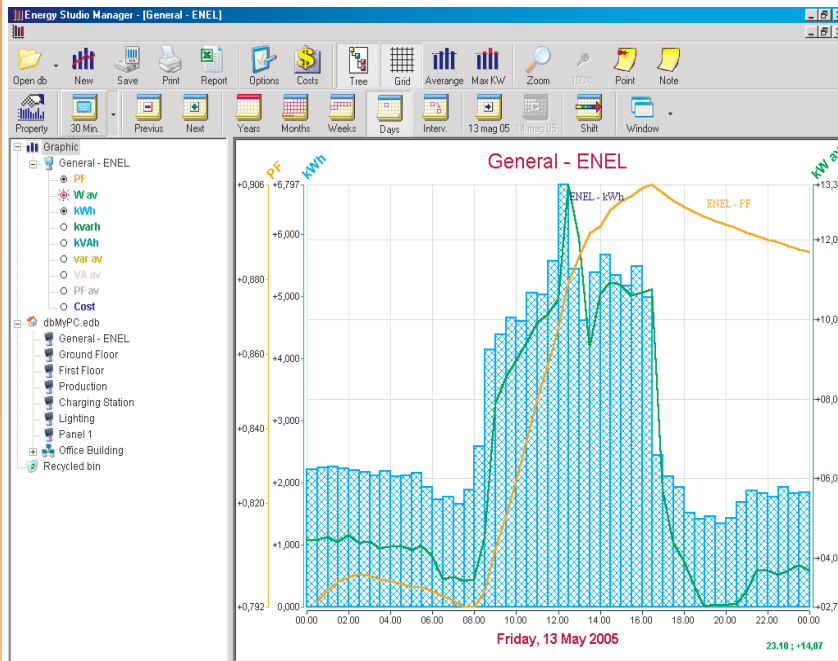 Energy Studio Manager - [General - ENEL]
Open db New Save Print Report Options Costs Tree Grid Averange Max KW Zoom 100% Point Note
Property 30 Min. Previus Next Years Months Weeks Days Interv. 13 mag 05 14 mag 05 Shift Window
Graphic
General - ENEL
PF
W av
kWh
kvarh
kVAh
var av
VA av
PF av
Cost
dbMyPC.edb
General - ENEL
Ground Floor
First Floor
Production
Charging Station
Lighting
Panel 1
Office Building
Recycled bin
General - ENEL
PF kWh kW av
+0,906 +6,797 +13,3
ENEL - kWh ENEL - PF
+6,000 +12,0
+0,880
+5,000 +10,0
+0,860
+4,000
+0,840 +08,0
+3,000
+0,820 +2,000 +06,0
+1,000 +04,0
+0,792 0,000 +02,7
00.00 02.00 04.00 06.00 08.00 10.00 12.00 14.00 16.00 18.00 20.00 22.00 00.00
Friday, 13 May 2005
23.10 ; +14,07